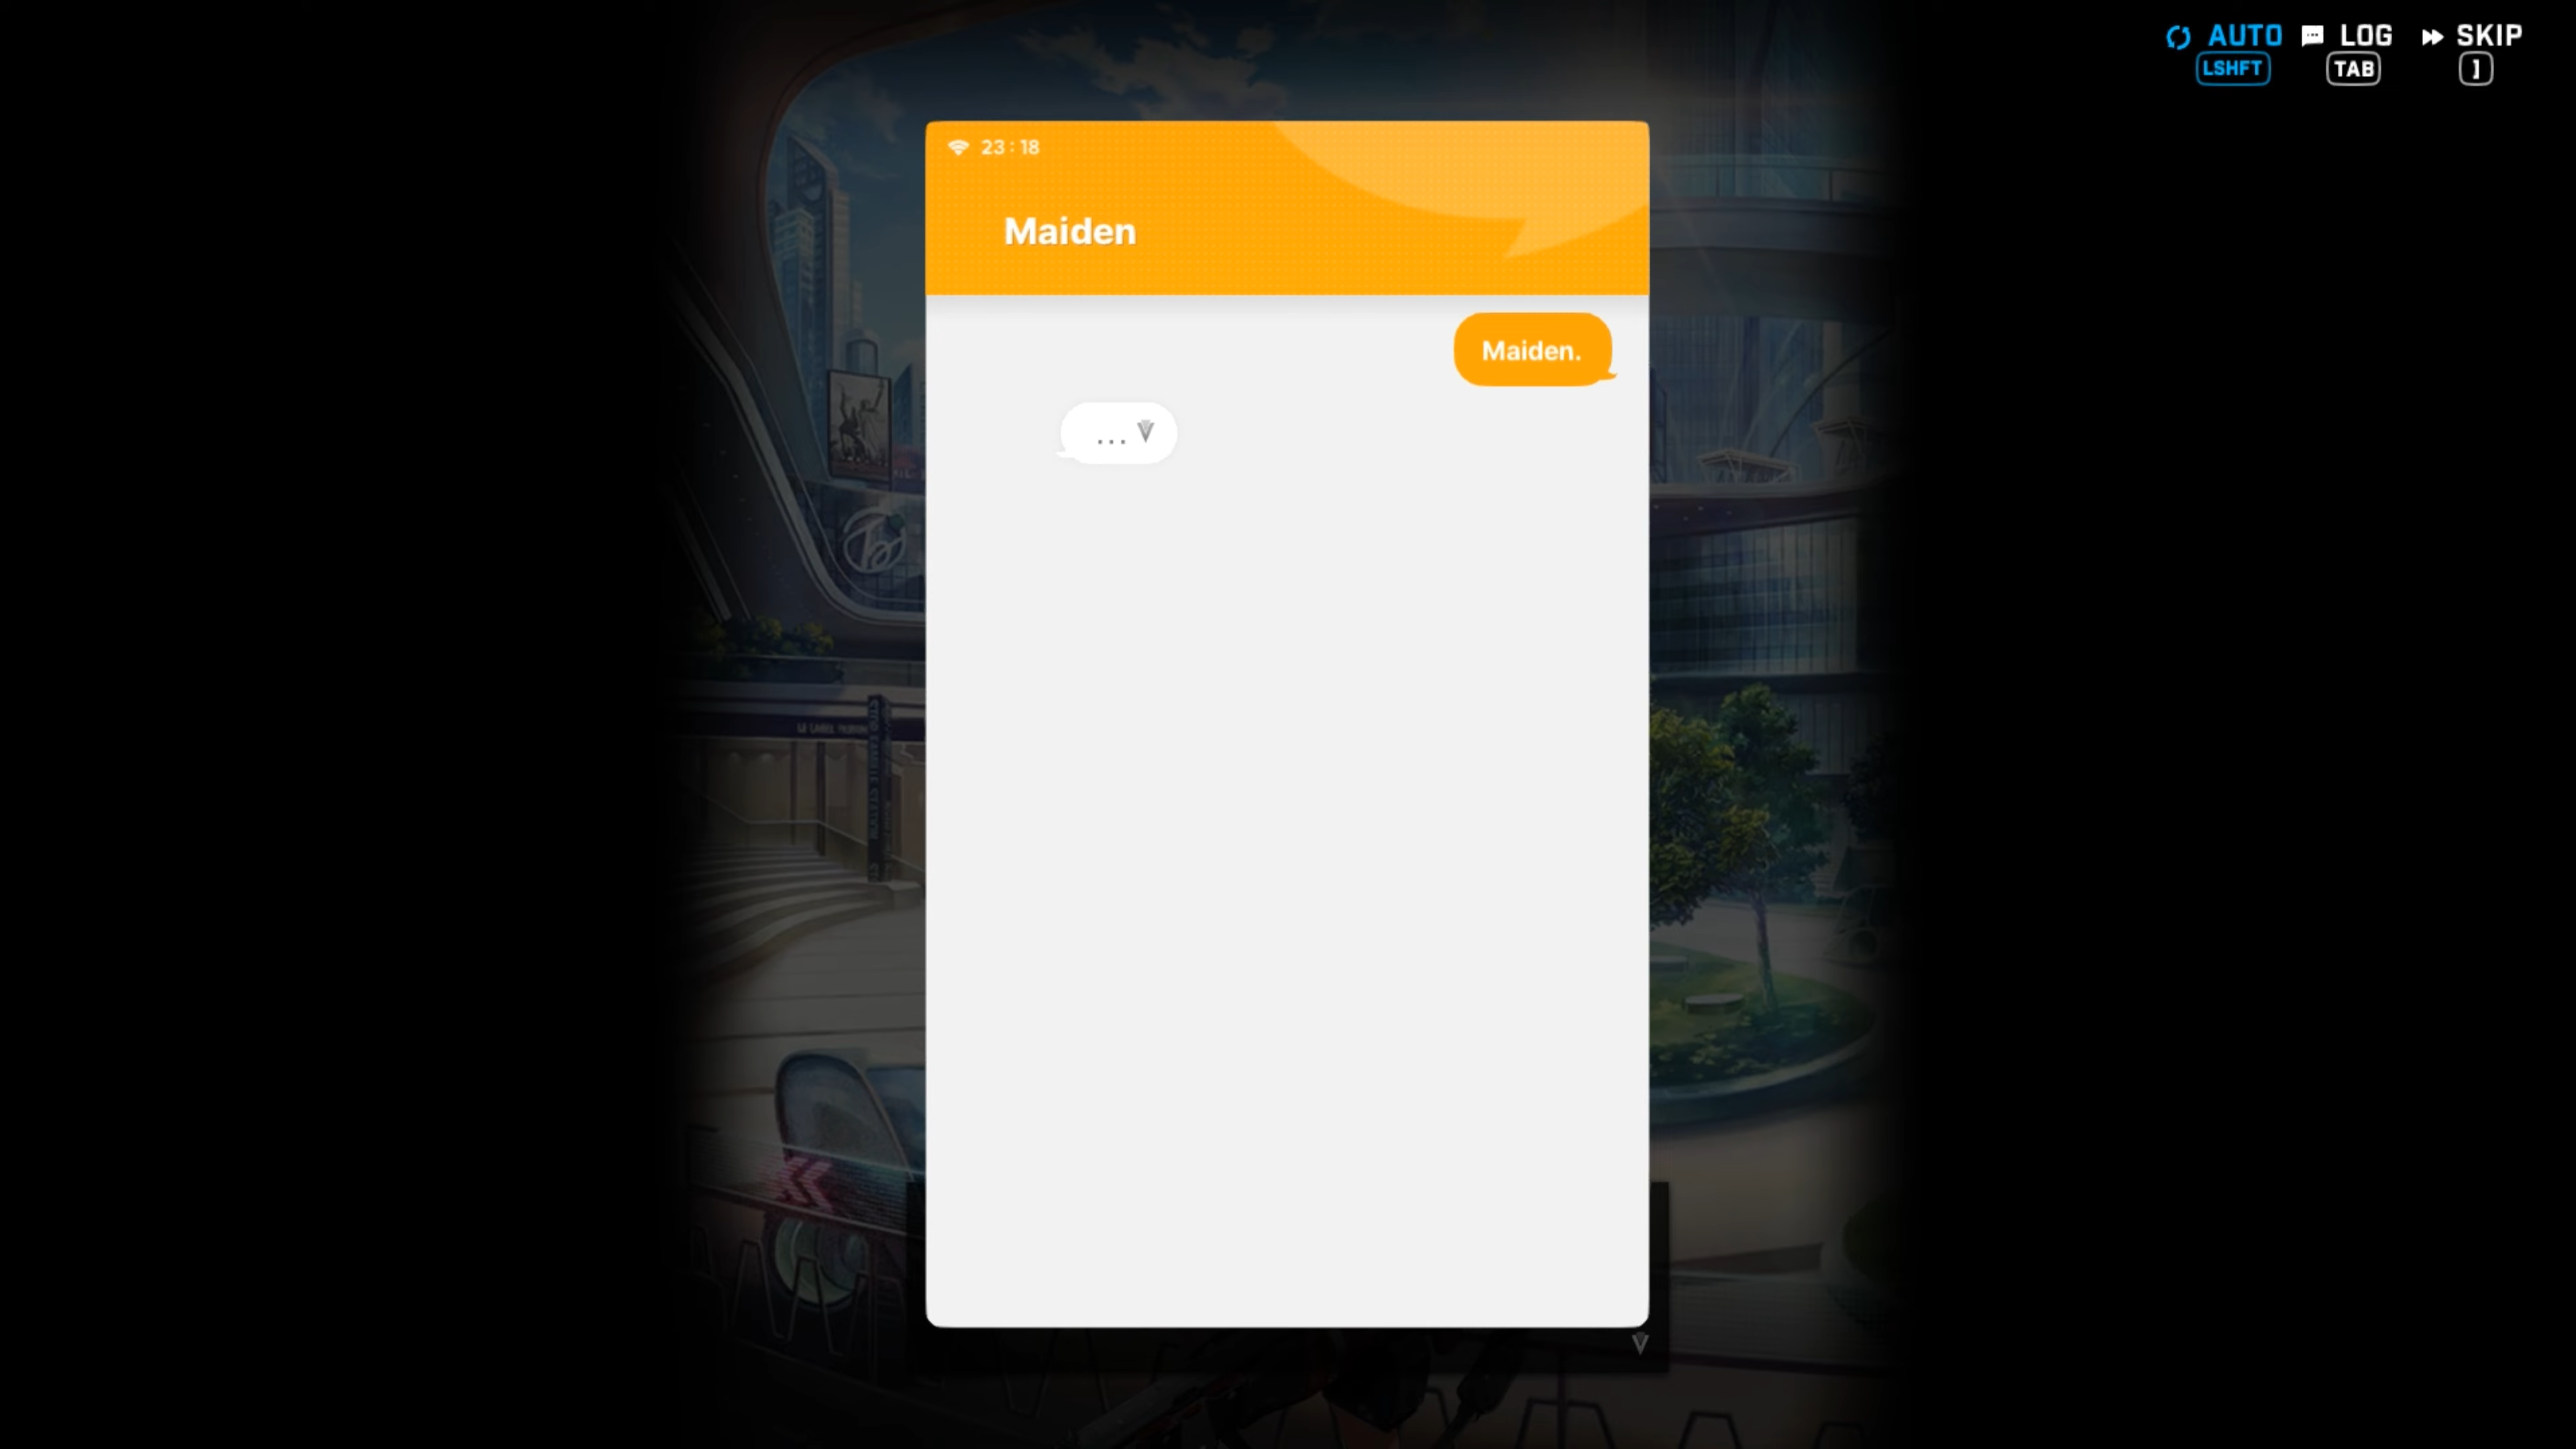 AUTO LOG SKIP
LSHFT TAB ]
23:18
Maiden
Maiden.
...